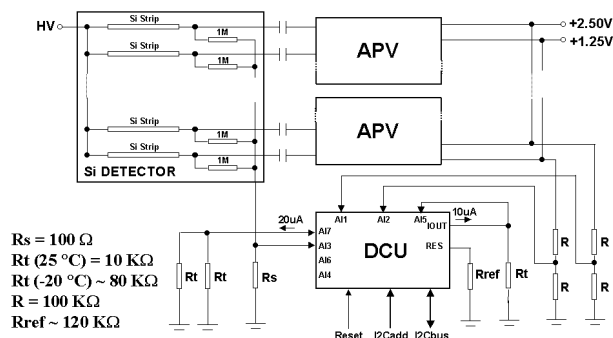 HV
Si Strip
1M
Si Strip
1M
Si Strip
1M
Si Strip
1M
Si DETECTOR
APV
APV
+2.50V
+1.25V
20uA
10uA
AI1
AI2
AI5
IOUT
AI7
AI3
RES
AI6
AI4
DCU
Rt
Rt
Rs
Rref
Rt
R
R
R
R
Reset
I2Cadd
I2Cbus
Rs = 100 Ω
Rt (25 °C) = 10 KΩ
Rt (-20 °C) ~ 80 KΩ
R = 100 KΩ
Rref ~ 120 KΩ